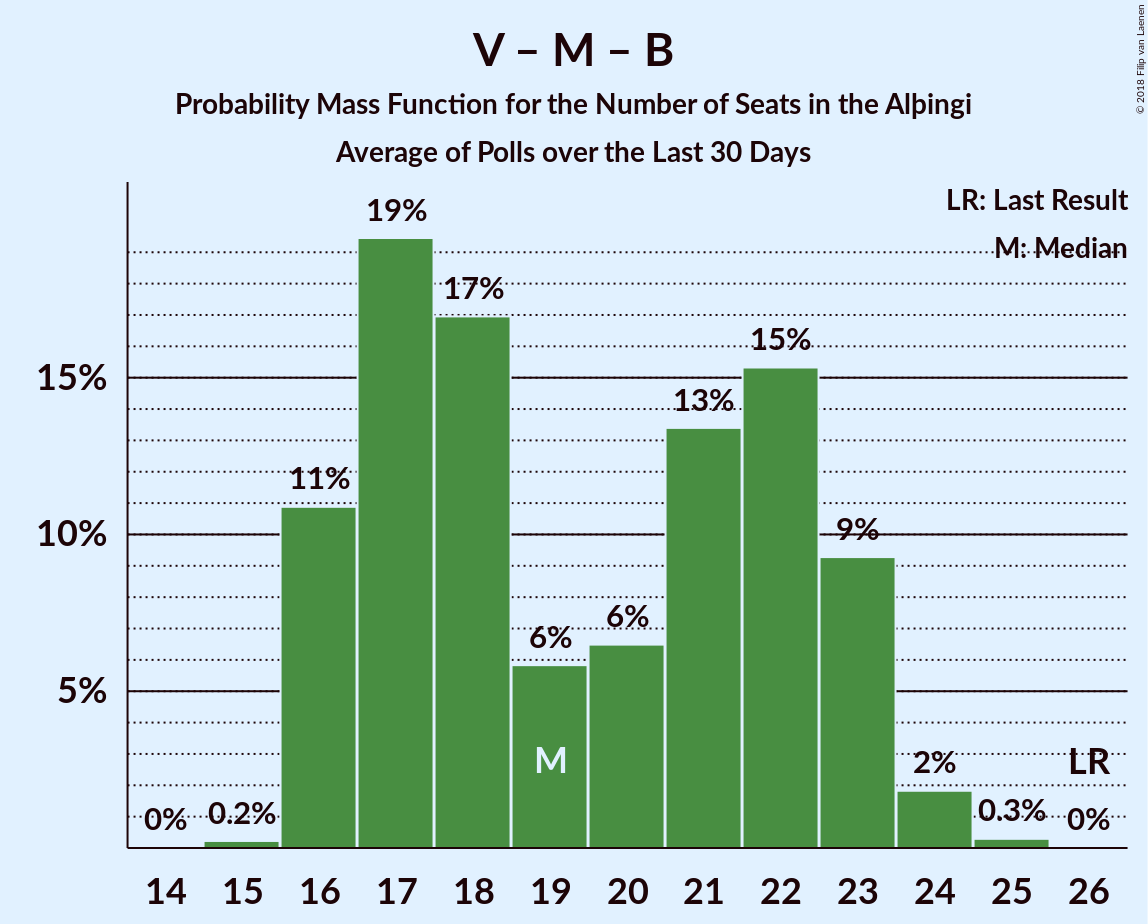 V – M – B
Probability Mass Function for the Number of Seats in the Alþingi
Average of Polls over the Last 30 Days
© 2018 Filip van Laenen
LR: Last Result
M: Median
19%
17%
15%
15%
13%
11%
10%
9%
6%
6%
5%
M
LR
2%
0%
0.2%
0.3%
0%
14 15 16 17 18 19 20 21 22 23 24 25 26